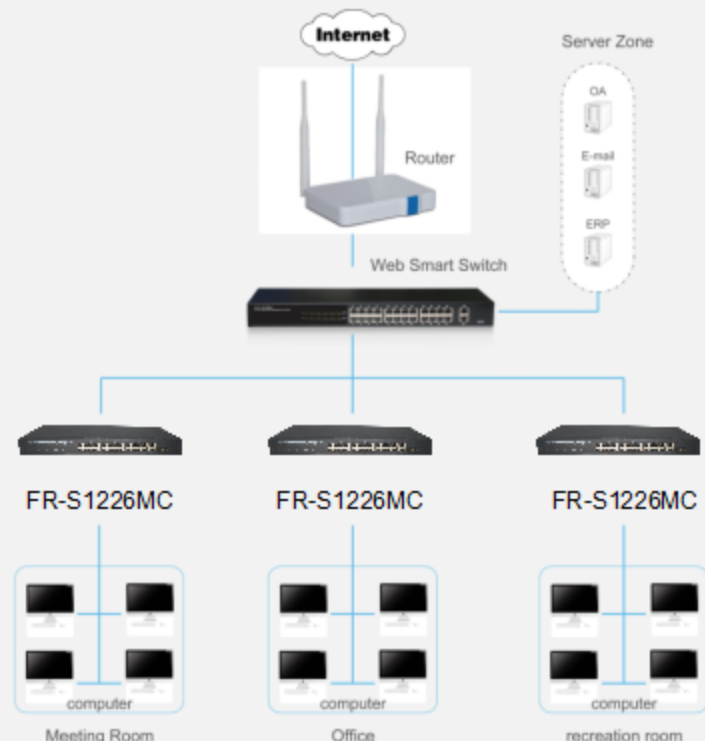 Internet
Server Zone
OA
Router
E-mail
ERP
Web Smart Switch
FR-S1226MC
FR-S1226MC
FR-S1226MC
computer
computer
computer
Meeting Room
Office
recreation room